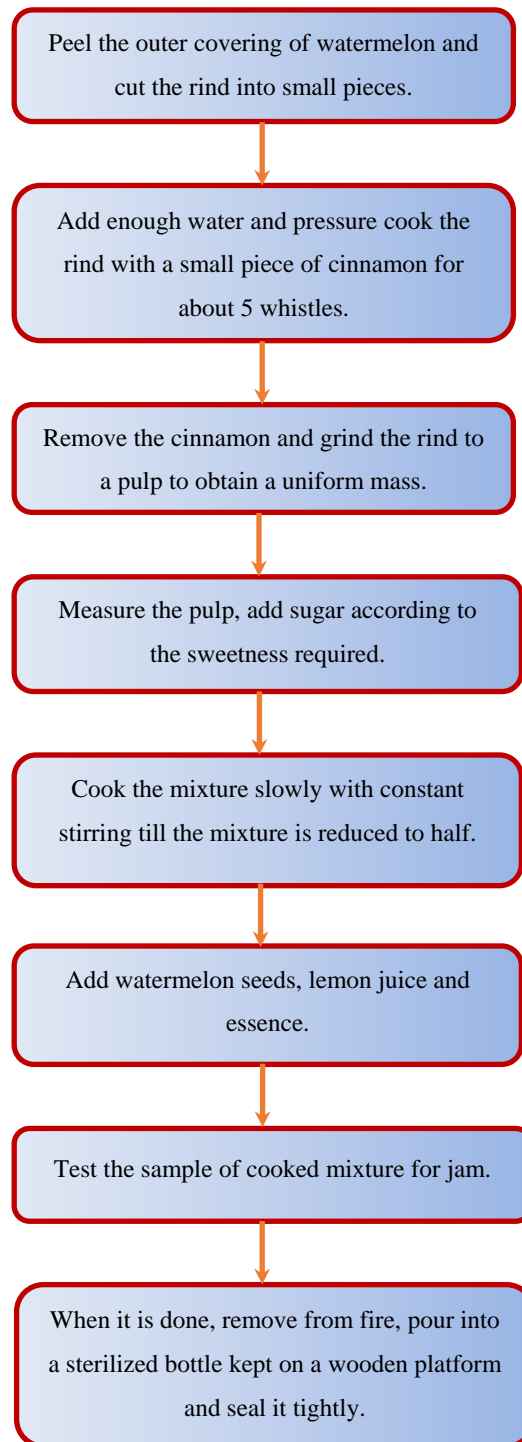 Peel the outer covering of watermelon and
cut the rind into small pieces.
Add enough water and pressure cook the
rind with a small piece of cinnamon for
about 5 whistles.
Remove the cinnamon and grind the rind to
a pulp to obtain a uniform mass.
Measure the pulp, add sugar according to
the sweetness required.
Cook the mixture slowly with constant
stirring till the mixture is reduced to half.
Add watermelon seeds, lemon juice and
essence.
Test the sample of cooked mixture for jam.
When it is done, remove from fire, pour into
a sterilized bottle kept on a wooden platform
and seal it tightly.